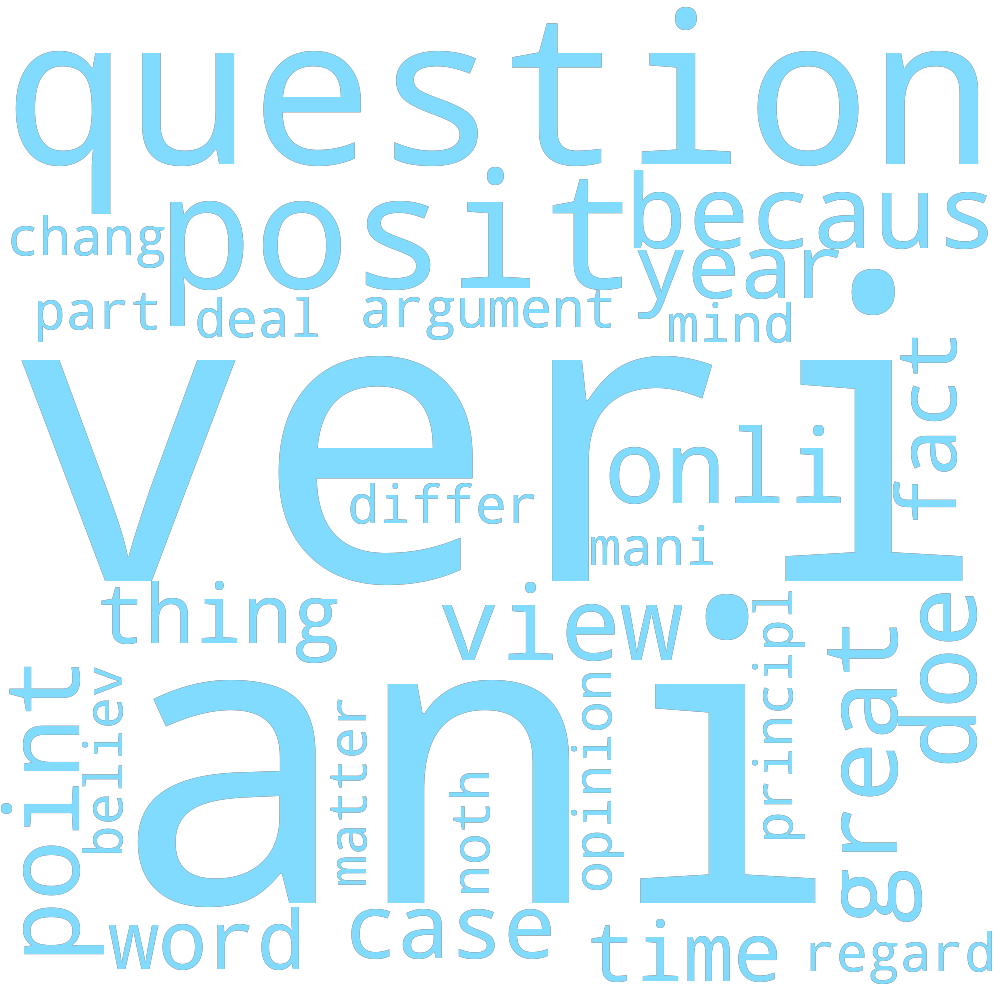 question
posit
becaus
chang
year
part
deal
argument
mind
veri
fact
onli
differ
mani
thing
view
doe
principl
great
point
believ
ani
matter
noth
opinion
word
case
time
regard